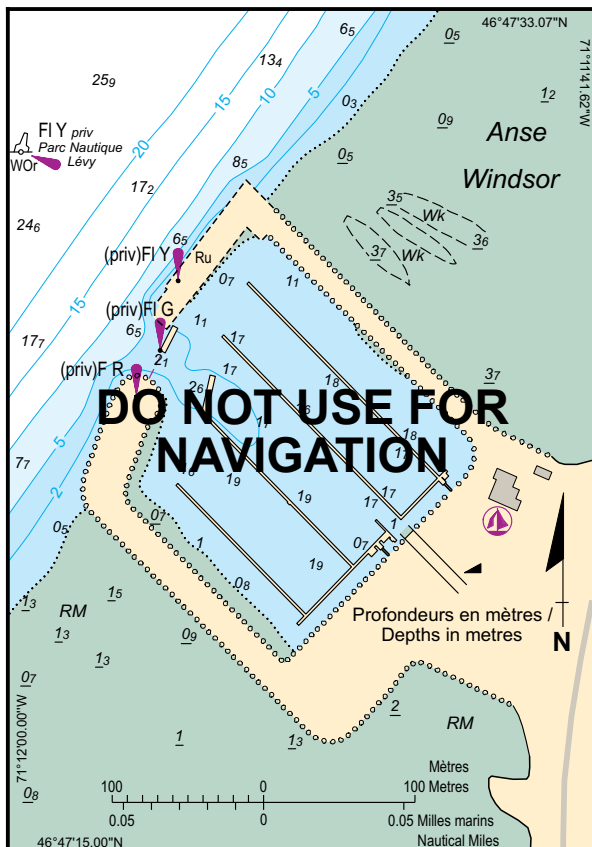 46°47'33.07"N
71°11'41.62"W
6₅
0₅
13₄
25₉
15
10
5
1₂
0₃
0₉
Fl Y priv
Parc Nautique
Lévy
WOr
20
8₅
0₅
Anse
Windsor
17₂
3₅
Wk
3₆
24₆
6₅
3₇
Wk
(priv)Fl Y
Ru
0₇
1₁
15
(priv)Fl G
6₅
1₁
17₇
2₁
1₇
1₈
(priv)F R
1₇
3₇
2₆
DO NOT USE FOR
NAVIGATION
5
1₇
7₇
1₉
1₇
2
1₉
1₇
0₅
0₇
1
1
0₇
1₉
0₈
1₅
1₃
RM
Profondeurs en mètres /
Depths in metres
N
1₃
0₉
1₃
0₇
71°12'00.00"W
2
RM
1
1₃
Mètres
100
0
100 Metres
0₈
0.05
0
0.05 Milles marins
Nautical Miles
46°47'15.00"N